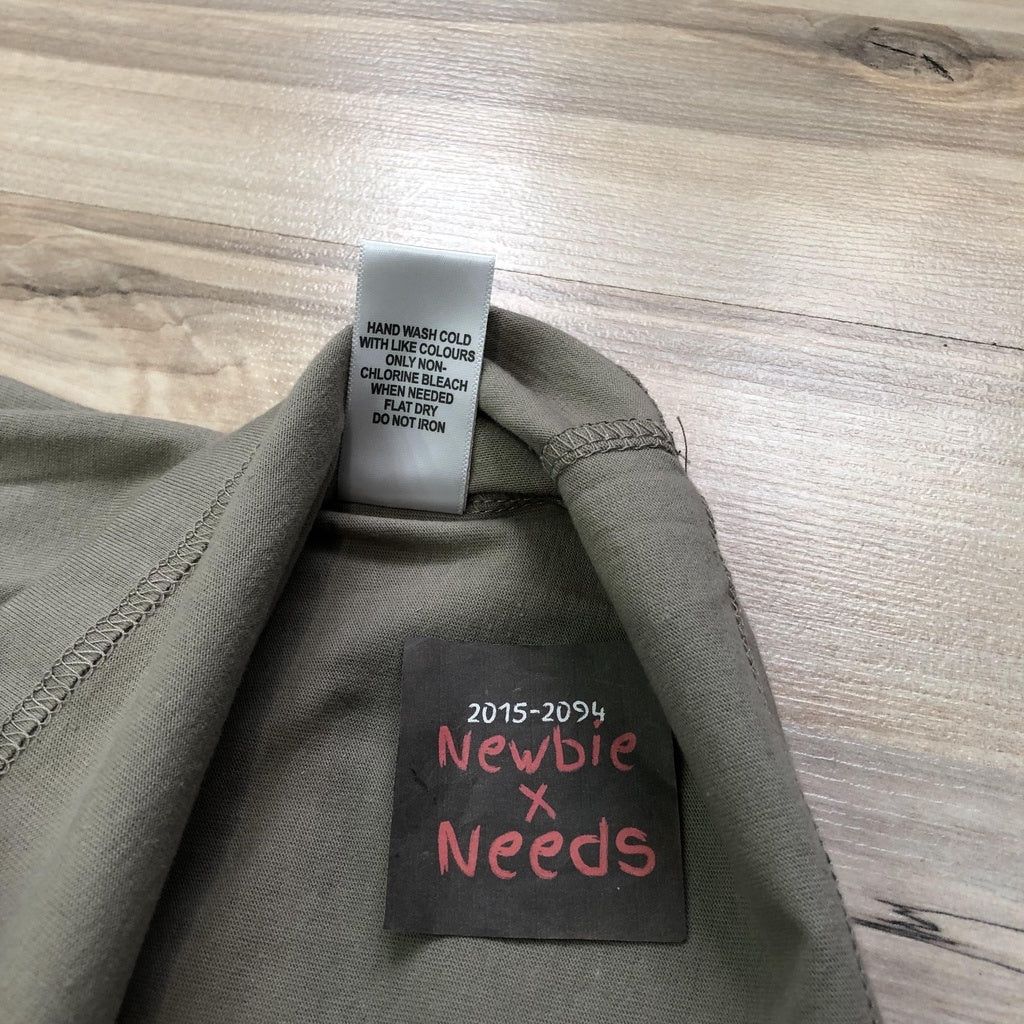 HAND WASH COLD
WITH LIKE COLOURS
ONLY NON-
CHLORINE BLEACH
WHEN NEEDED
FLAT DRY
DO NOT IRON
2015-2094
Newbie
x
Needs